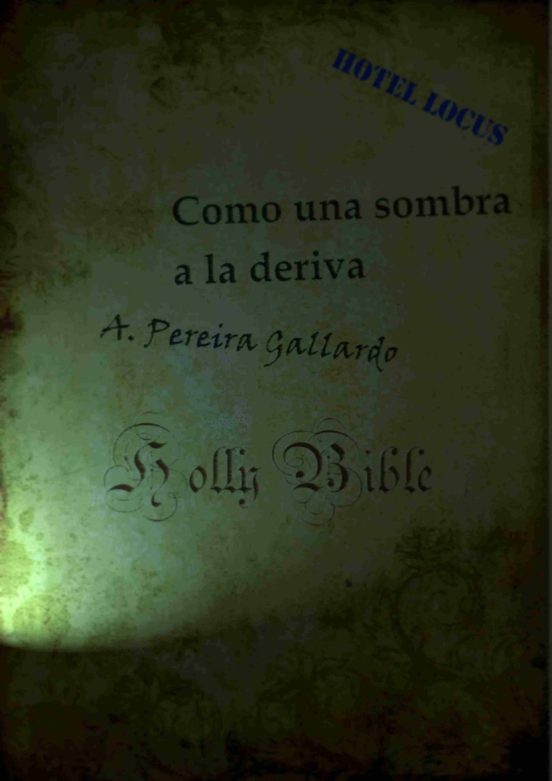 HOTEL LOCUS
Como una sombra
a la deriva
A. Pereira Gallardo
Holly Bible